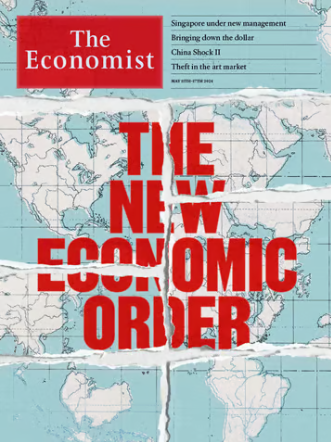 The
Economist
Singapore under new management
Bringing down the dollar
China Shock II
Theft in the art market
THE
NEW
ECONOMIC
ORDER